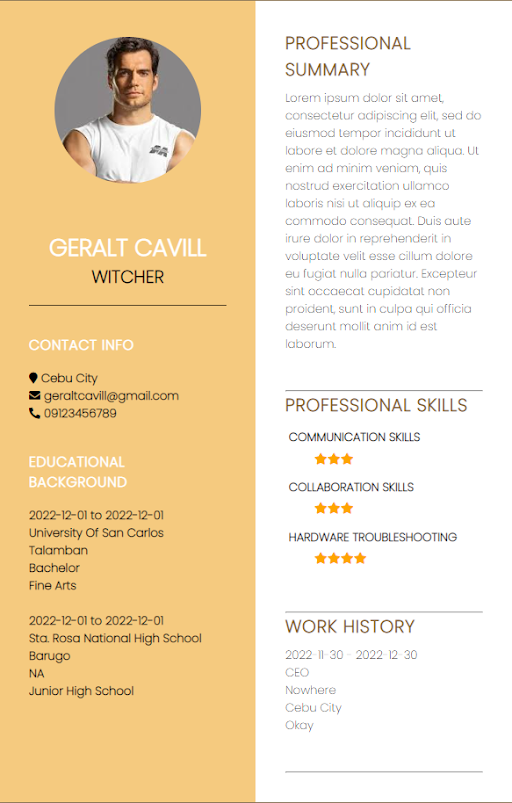 GERALT CAVILL
WITCHER
CONTACT INFO
Cebu City
geraltcavill@gmail.com
09123456789
EDUCATIONAL
BACKGROUND
2022-12-01 to 2022-12-01
University Of San Carlos
Talamban
Bachelor
Fine Arts
2022-12-01 to 2022-12-01
Sta. Rosa National High School
Barugo
NA
Junior High School
PROFESSIONAL
SUMMARY
Lorem ipsum dolor sit amet,
consectetur adipiscing elit, sed do
eiusmod tempor incididunt ut
labore et dolore magna aliqua. Ut
enim ad minim veniam, quis
nostrud exercitation ullamco
laboris nisi ut aliquip ex ea
commodo consequat. Duis aute
irure dolor in reprehenderit in
voluptate velit esse cillum dolore
eu fugiat nulla pariatur. Excepteur
sint occaecat cupidatat non
proident, sunt in culpa qui officia
deserunt mollit anim id est
laborum.
PROFESSIONAL SKILLS
COMMUNICATION SKILLS
COLLABORATION SKILLS
HARDWARE TROUBLESHOOTING
WORK HISTORY
2022-11-30 - 2022-12-30
CEO
Nowhere
Cebu City
Okay